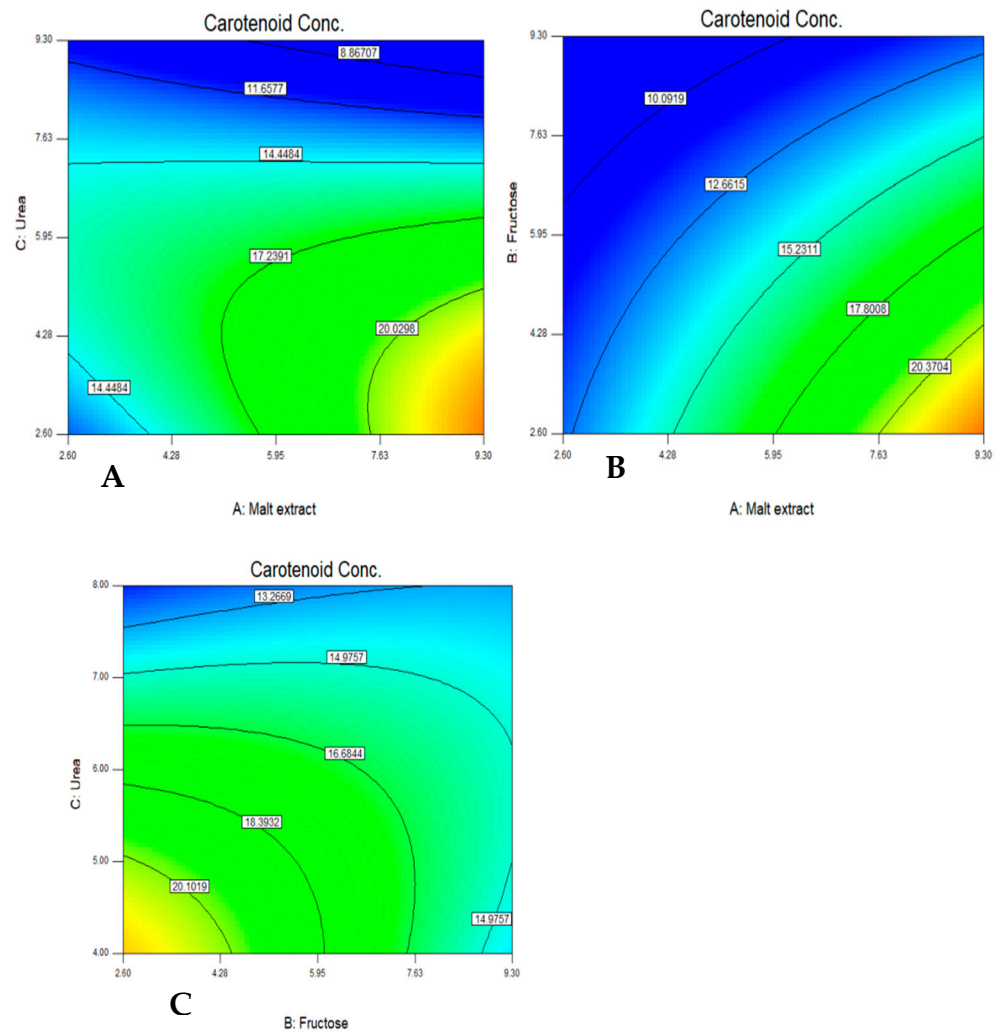 Carotenoid Conc.
9.30
7.63
5.95
4.28
2.60
C: Urea
8.86707
11.6577
14.4484
17.2391
20.0298
14.4484
2.60 4.28 5.95 7.63 9.30
A
A: Malt extract
Carotenoid Conc.
9.30
7.63
5.95
4.28
2.60
B: Fructose
10.0919
12.6615
15.2311
17.8008
20.3704
2.60 4.28 5.95 7.63 9.30
B
A: Malt extract
Carotenoid Conc.
8.00
7.00
6.00
5.00
4.00
C: Urea
13.2669
14.9757
16.6844
18.3932
20.1019
14.9757
2.60 4.28 5.95 7.63 9.30
C
B: Fructose